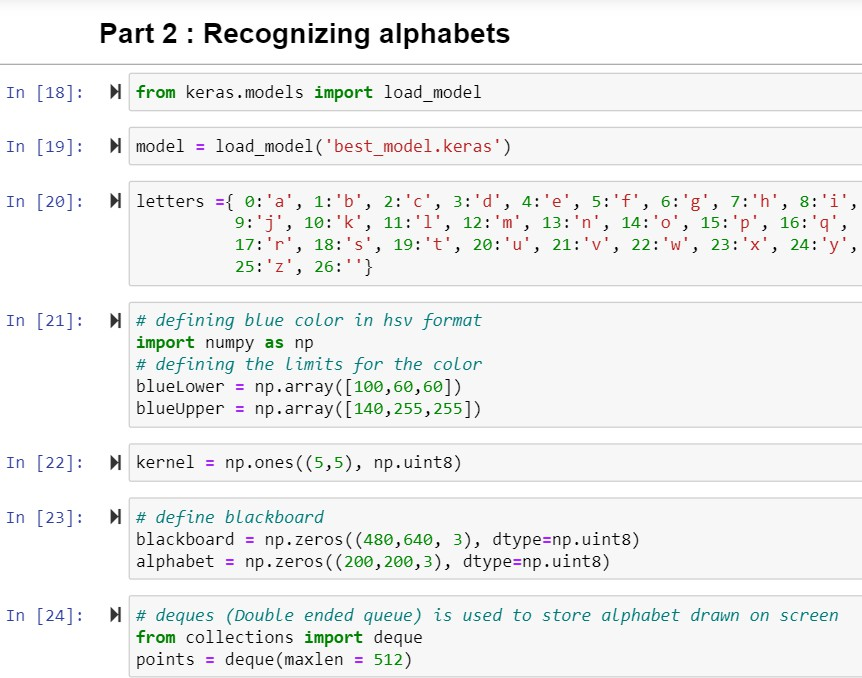 Part 2 : Recognizing alphabets
In [18]: from keras.models import load_model
In [19]: model = load_model('best_model.keras')
In [20]: letters ={ 0:'a', 1:'b', 2:'c', 3:'d', 4:'e', 5:'f', 6:'g', 7:'h', 8:'i',
9:'j', 10:'k', 11:'l', 12:'m', 13:'n', 14:'o', 15:'p', 16:'q',
17:'r', 18:'s', 19:'t', 20:'u', 21:'v', 22:'w', 23:'x', 24:'y',
25:'z', 26:''}
In [21]: # defining blue color in hsv format
import numpy as np
# defining the limits for the color
blueLower = np.array([100,60,60])
blueUpper = np.array([140,255,255])
In [22]: kernel = np.ones((5,5), np.uint8)
In [23]: # define blackboard
blackboard = np.zeros((480,640, 3), dtype=np.uint8)
alphabet = np.zeros((200,200,3), dtype=np.uint8)
In [24]: # deques (Double ended queue) is used to store alphabet drawn on screen
from collections import deque
points = deque(maxlen = 512)